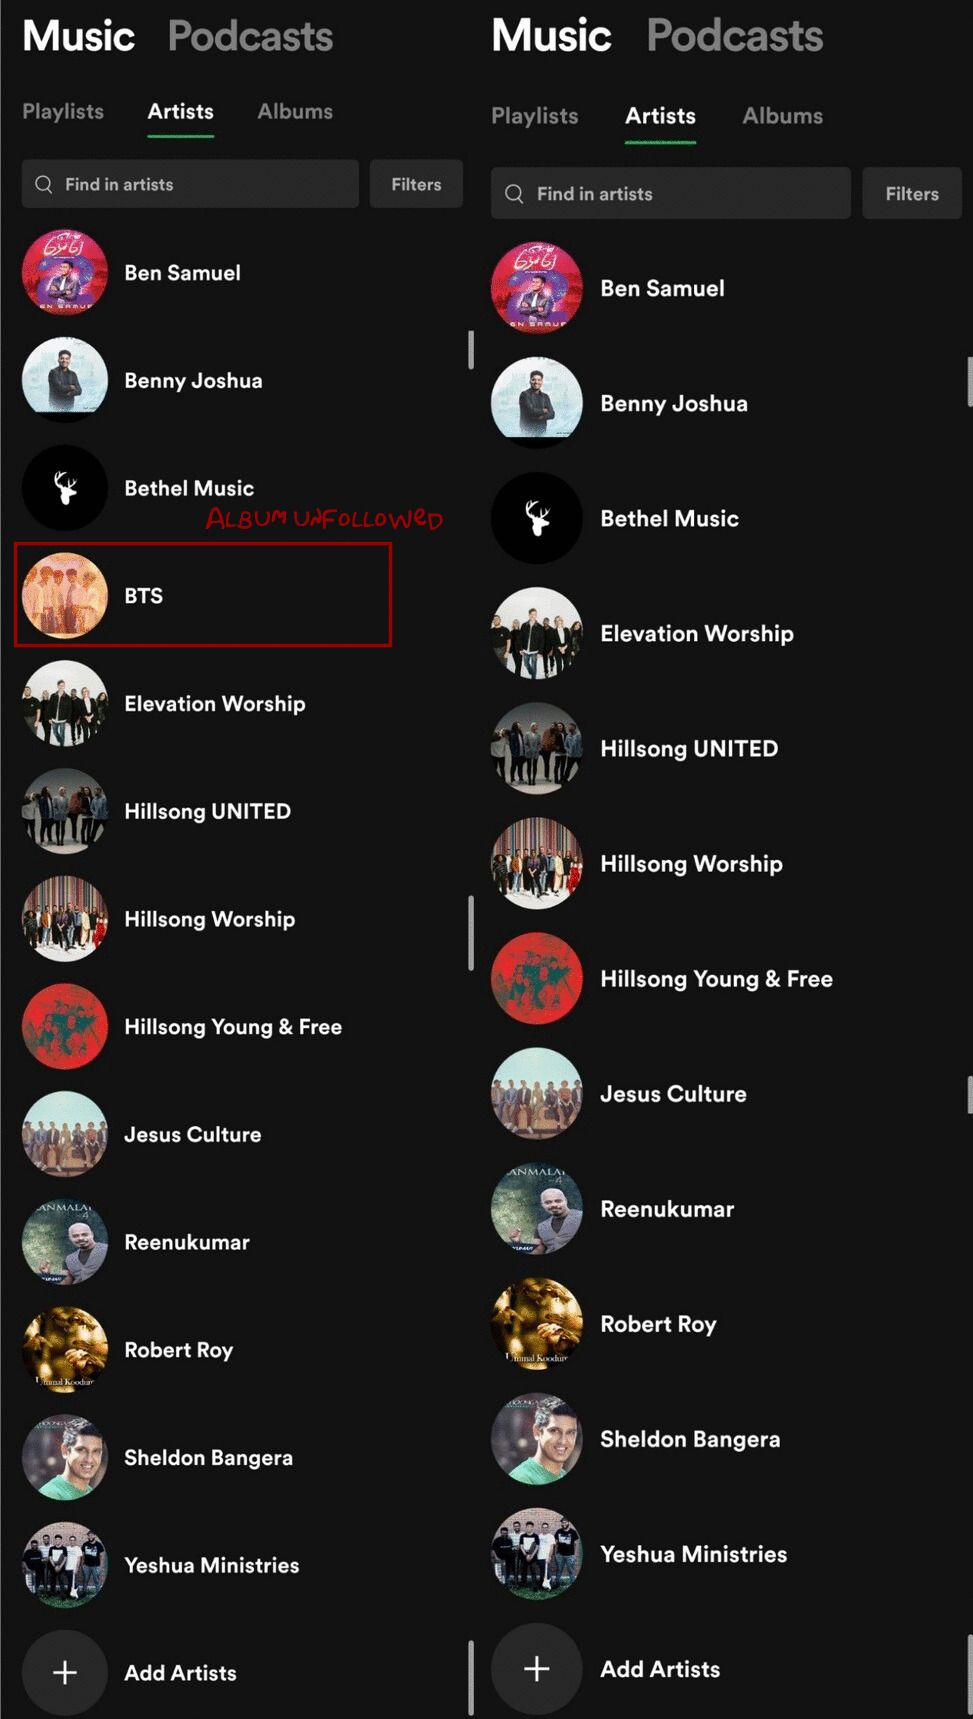 Music Podcasts
Playlists Artists Albums
Find in artists Filters
Ben Samuel
Benny Joshua
Bethel Music
ALBUM UNFOLLOWED
BTS
Elevation Worship
Hillsong UNITED
Hillsong Worship
Hillsong Young & Free
Jesus Culture
Reenukumar
Robert Roy
Sheldon Bangera
Yeshua Ministries
Add Artists
Music Podcasts
Playlists Artists Albums
Find in artists Filters
Ben Samuel
Benny Joshua
Bethel Music
Elevation Worship
Hillsong UNITED
Hillsong Worship
Hillsong Young & Free
Jesus Culture
Reenukumar
Robert Roy
Sheldon Bangera
Yeshua Ministries
Add Artists